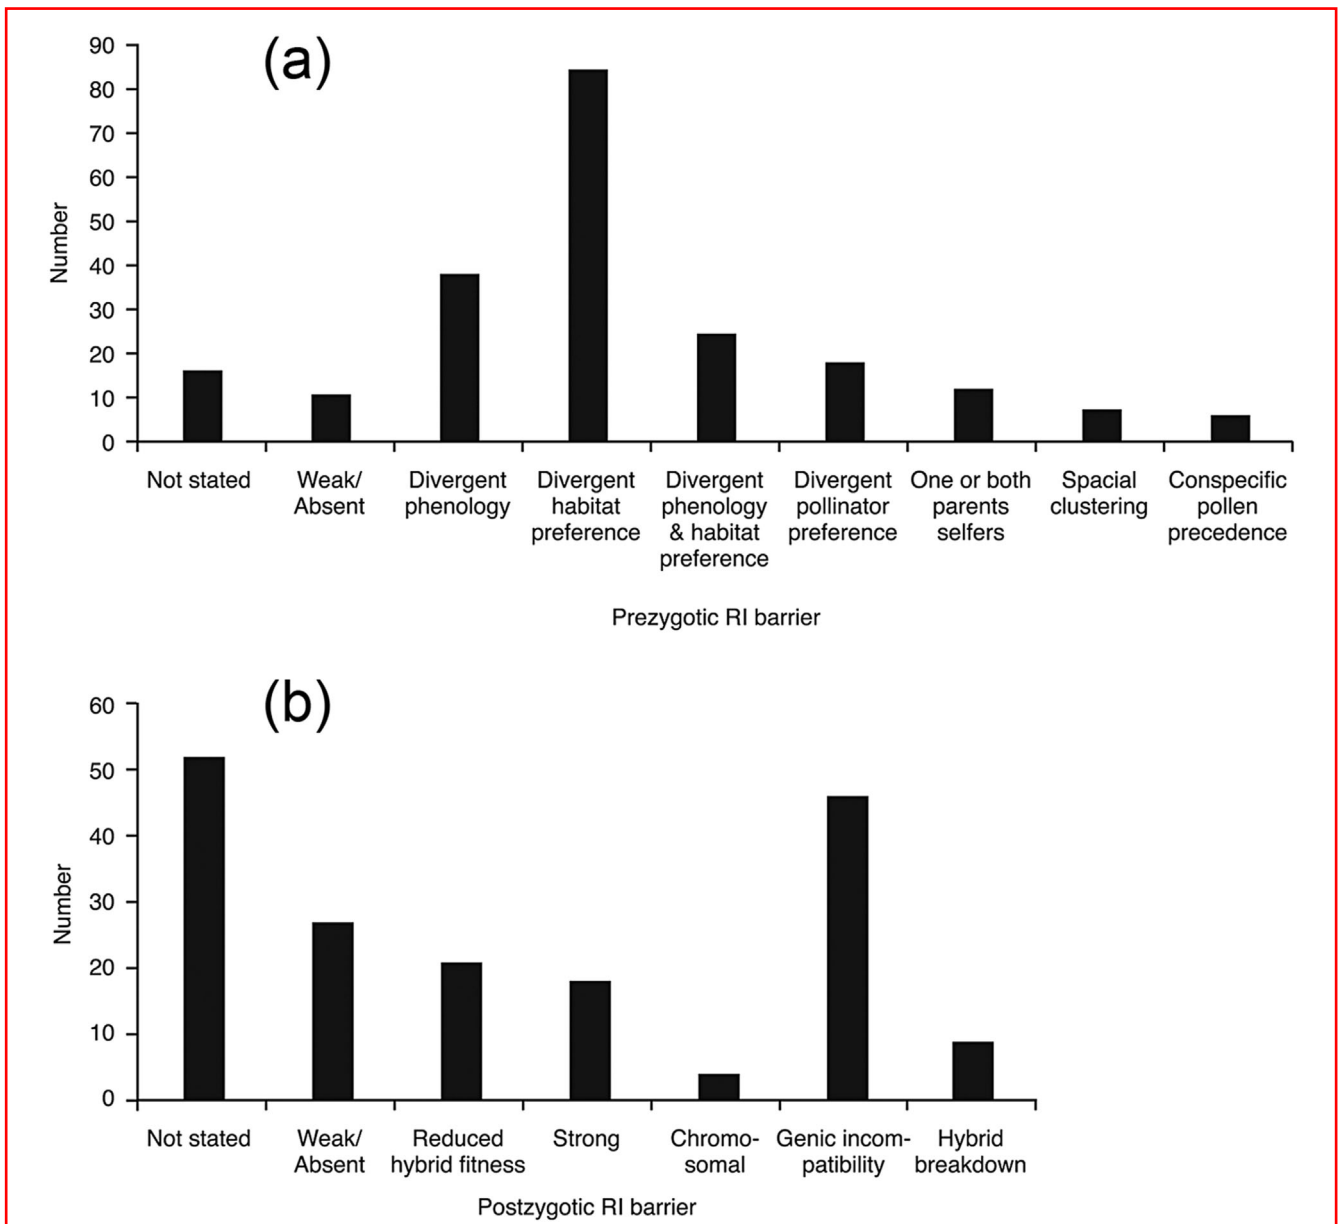 (a)
90
80
70
60
50
40
30
20
10
0
Number
Not stated
Weak/
Absent
Divergent
phenology
Divergent
habitat
preference
Divergent
phenology
& habitat
preference
Divergent
pollinator
preference
One or both
parents
selfers
Spacial
clustering
Conspecific
pollen
precedence
Prezygotic RI barrier
(b)
60
50
40
30
20
10
0
Number
Not stated
Weak/
Absent
Reduced
hybrid fitness
Strong
Chromo-
somal
Genic incom-
patibility
Hybrid
breakdown
Postzygotic RI barrier